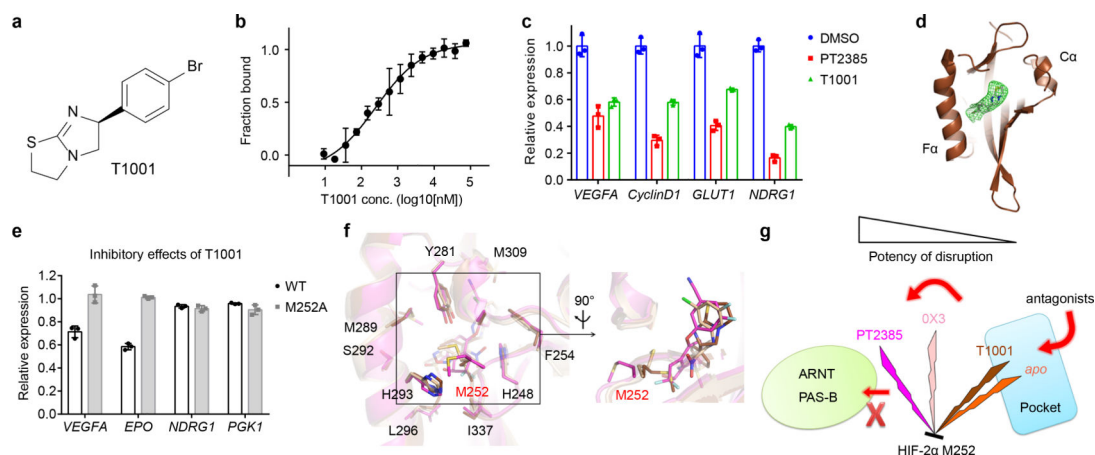 a
Br
N
S
N
T1001
b
Fraction bound
1.0
0.5
0.0
0 1 2 3 4 5
T1001 conc. (log10[nM])
c
DMSO
PT2385
T1001
Relative expression
1.0
0.8
0.6
0.4
0.2
0.0
VEGFA CyclinD1 GLUT1 NDRG1
d
Cα
Fα
e
Inhibitory effects of T1001
WT
M252A
Relative expression
1.2
1.0
0.8
0.6
0.4
0.2
0.0
VEGFA EPO NDRG1 PGK1
f
Y281 M309
M289
S292
F254
H293 M252 H248
L296 I337
90°
M252
g
Potency of disruption
antagonists
0X3
PT2385
T1001
apo
ARNT
PAS-B
X
Pocket
HIF-2α M252